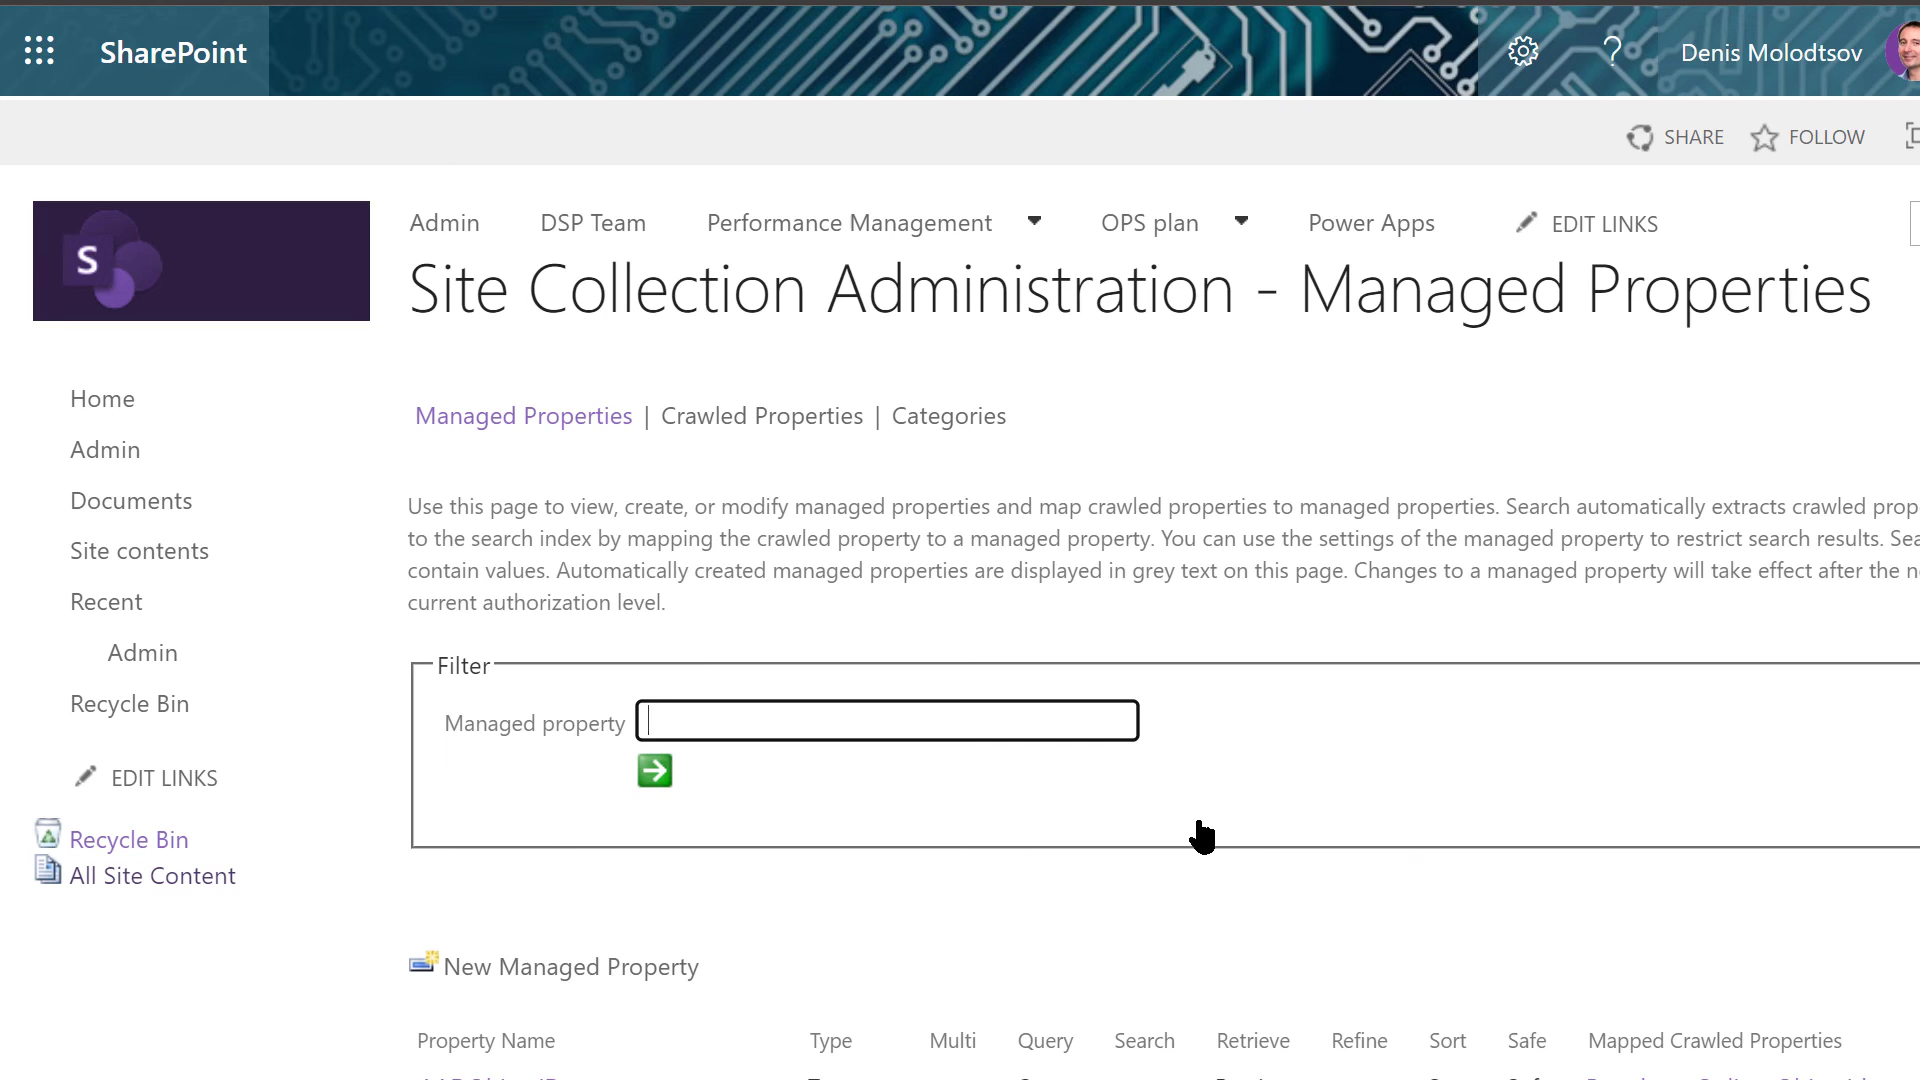 SharePoint
Denis Molodtsov
SHARE FOLLOW
S
Admin DSP Team Performance Management OPS plan Power Apps EDIT LINKS
Site Collection Administration - Managed Properties
Home
Admin
Documents
Site contents
Recent
Admin
Recycle Bin
EDIT LINKS
Recycle Bin
All Site Content
Managed Properties | Crawled Properties | Categories
Use this page to view, create, or modify managed properties and map crawled properties to managed properties. Search automatically extracts crawled prop
to the search index by mapping the crawled property to a managed property. You can use the settings of the managed property to restrict search results. Sea
contain values. Automatically created managed properties are displayed in grey text on this page. Changes to a managed property will take effect after the n
current authorization level.
Filter
Managed property
New Managed Property
Property Name Type Multi Query Search Retrieve Refine Sort Safe Mapped Crawled Properties